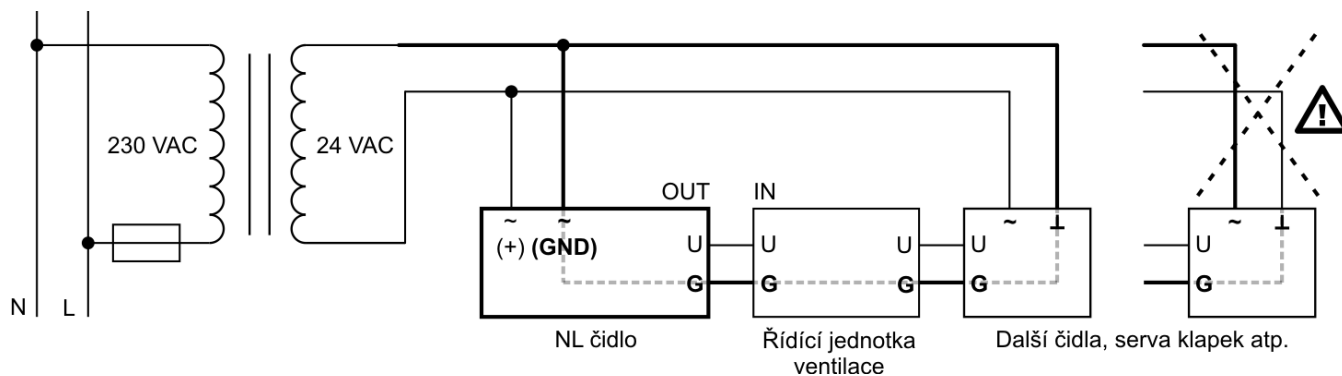 230 VAC
24 VAC
OUT
IN
~
~
~
⊥
~
⊥
(+) (GND)
U
U
U
U
U
G
G
G
G
G
N
L
NL čidlo
Řídící jednotka
ventilace
Další čidla, serva klapek atp.